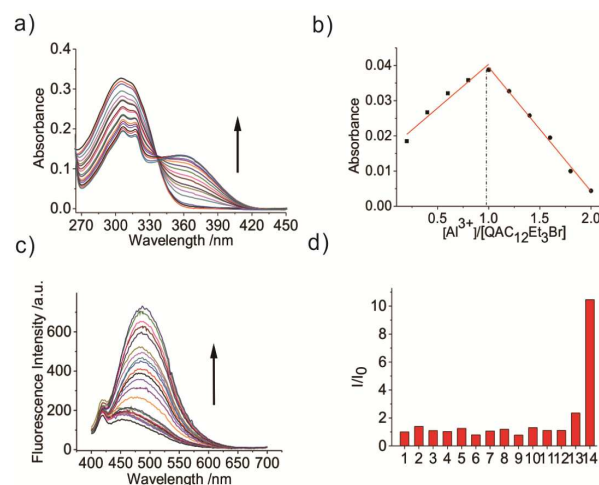 a)
0.4
0.3
0.2
0.1
0.0
Absorbance
270 300 330 360 390 420 450
Wavelength /nm
b)
0.04
0.03
0.02
0.01
0.00
Absorbance
0.5 1.0 1.5 2.0
[Al3+]/[QAC12Et3Br]
c)
600
400
200
0
Fluorescence Intensity /a.u.
400 450 500 550 600 650 700
Wavelength /nm
d)
10
8
6
4
2
0
I/I0
1 2 3 4 5 6 7 8 9 10 11 12 13 14